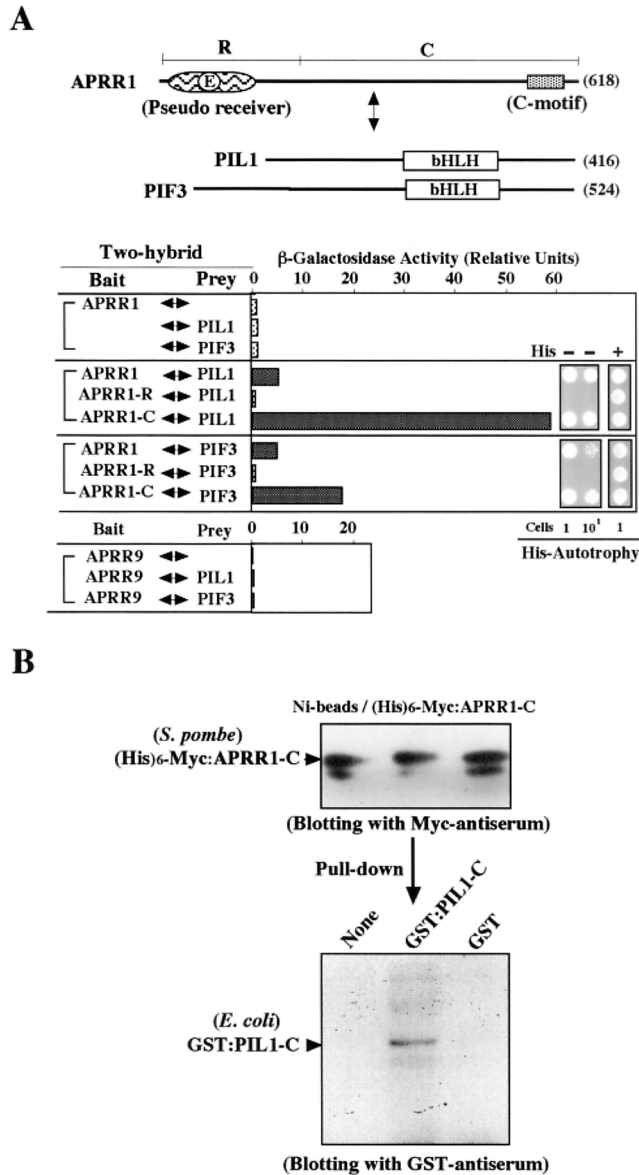 A
R C
APRR1 E (618)
(Pseudo receiver) (C-motif)
PIL1 bHLH (416)
PIF3 bHLH (524)
Two-hybrid β-Galactosidase Activity (Relative Units)
Bait Prey 0 10 20 30 40 50 60
APRR1
PIL1
PIF3 His − − +
APRR1 PIL1
APRR1-R PIL1
APRR1-C PIL1
APRR1 PIF3
APRR1-R PIF3
APRR1-C PIF3
Bait Prey 0 10 20 Cells 1 10¹ 1
His-Autotrophy
APRR9
APRR9 PIL1
APRR9 PIF3
B
Ni-beads / (His)6-Myc:APRR1-C
(S. pombe)
(His)6-Myc:APRR1-C
(Blotting with Myc-antiserum)
Pull-down
None GST:PIL1-C GST
(E. coli)
GST:PIL1-C
(Blotting with GST-antiserum)